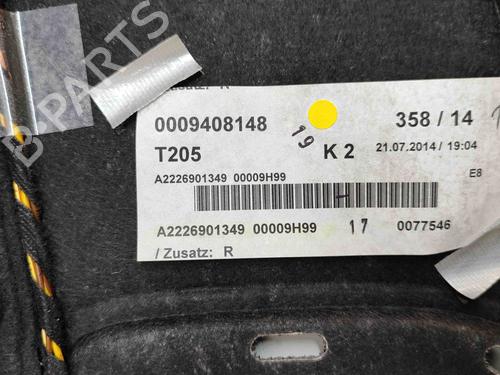 B-PARTS
Zusatz: R
0009408148
358 / 14
19
T205
K 2
21.07.2014 / 19:04
A2226901349 00009H99
E8
H
A2226901349 00009H99
17
0077546
/ Zusatz: R